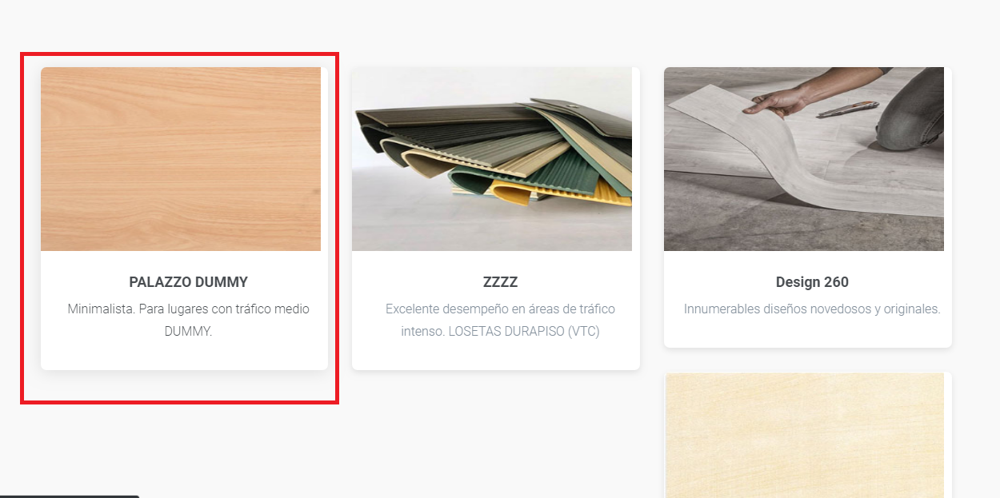 PALAZZO DUMMY
Minimalista. Para lugares con tráfico medio
DUMMY.
ZZZZ
Excelente desempeño en áreas de tráfico
intenso. LOSETAS DURAPISO (VTC)
Design 260
Innumerables diseños novedosos y originales.